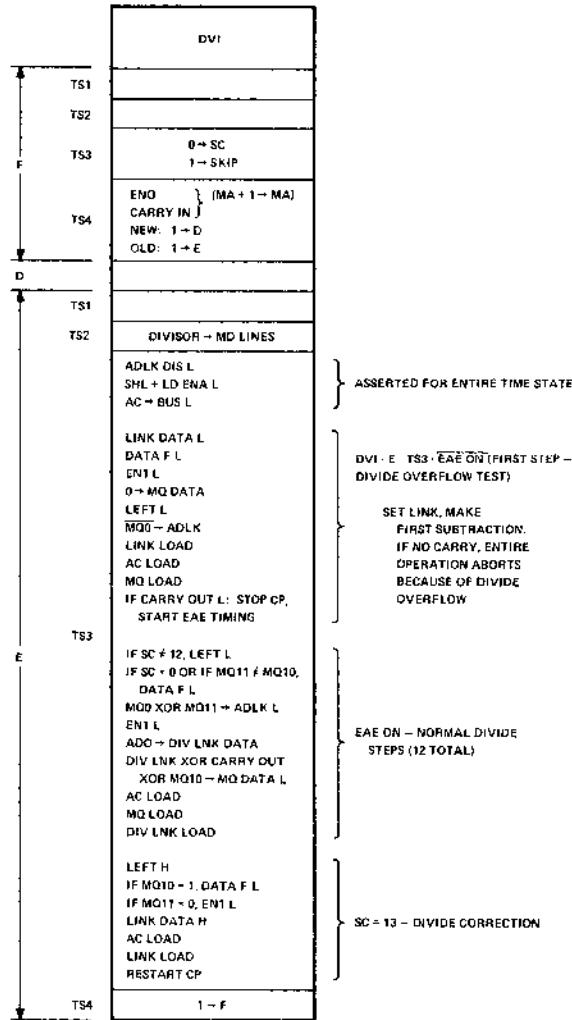 DVI
TS1
TS2
F
TS3
0 → SC
1 → SKIP
TS4
EN0
CARRY IN } (MA + 1 → MA)
NEW: 1 → D
OLD: 1 → E
D
TS1
TS2
DIVISOR → MD LINES
ADLK DIS L
SHL + LD ENA L
AC → BUS L
ASSERTED FOR ENTIRE TIME STATE
LINK DATA L
DATA F L
EN1 L
0 → MQ DATA
LEFT L
M̅Q̅0̅ → ADLK
LINK LOAD
AC LOAD
MQ LOAD
IF CARRY OUT L: STOP CP,
START EAE TIMING
DVI · E TS3 · E̅A̅E̅ O̅N̅ (FIRST STEP –
DIVIDE OVERFLOW TEST)
SET LINK, MAKE
FIRST SUBTRACTION.
IF NO CARRY, ENTIRE
OPERATION ABORTS
BECAUSE OF DIVIDE
OVERFLOW
TS3
E
IF SC ≠ 12, LEFT L
IF SC = 0 OR IF MQ11 ≠ MQ10,
DATA F L
MQ0 XOR MQ11 → ADLK L
EN1 L
AD0 → DIV LNK DATA
DIV LNK XOR CARRY OUT
XOR MQ10 → MQ DATA L
AC LOAD
MQ LOAD
DIV LNK LOAD
EAE ON – NORMAL DIVIDE
STEPS (12 TOTAL)
LEFT H
IF MQ10 = 1, DATA F L
IF MQ11 = 0, EN1 L
LINK DATA H
AC LOAD
LINK LOAD
RESTART CP
SC = 13 – DIVIDE CORRECTION
TS4
1 → F